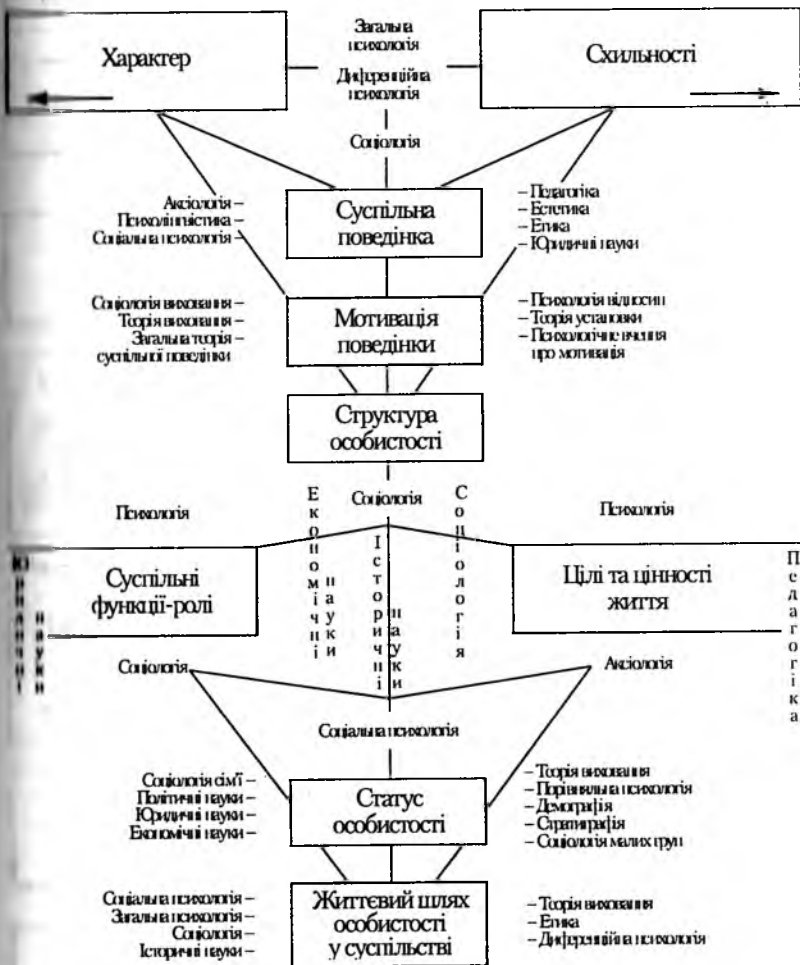 Загальна
психологія
Характер
Схильності
Диференційна
психологія
Соціологія
Аксіологія –
Психолінгвістика –
Соціальна психологія –
Суспільна
поведінка
– Педагогіка
– Естетика
– Етика
– Юридичні науки
Соціологія виховання –
Теорія виховання –
Загальна теорія –
суспільної поведінки
Мотивація
поведінки
– Психологія відносин
– Теорія установки
– Психологічне вчення
про мотивація
Структура
особистості
Психологія
Економічні
науки
Соціологія
Історичні
науки
Соціологія
Психологія
Суспільні
функції-ролі
Цілі та цінності
життя
Педагогіка
науки
Соціологія
Аксіологія
Соціальна психологія
Соціологія сім'ї –
Політичні науки –
Юридичні науки –
Економічні науки –
Статус
особистості
– Теорія виховання
– Порівняльна психологія
– Демографія
– Стратиграфія
– Соціологія малих груп
Соціальна психологія –
Загальна психологія –
Соціологія –
Історичні науки –
Життєвий шлях
особистості
у суспільстві
– Теорія виховання
– Етика
– Диференційна психологія